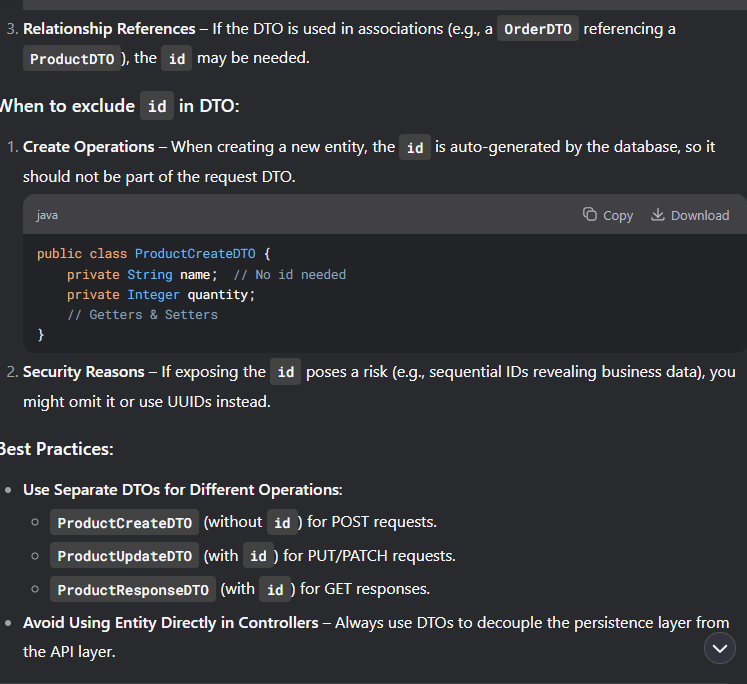 3. Relationship References – If the DTO is used in associations (e.g., a OrderDTO referencing a
ProductDTO), the id may be needed.
When to exclude id in DTO:
1. Create Operations – When creating a new entity, the id is auto-generated by the database, so it
should not be part of the request DTO.
java Copy Download
public class ProductCreateDTO {
    private String name;  // No id needed
    private Integer quantity;
    // Getters & Setters
}
2. Security Reasons – If exposing the id poses a risk (e.g., sequential IDs revealing business data), you
might omit it or use UUIDs instead.
Best Practices:
• Use Separate DTOs for Different Operations:
○ ProductCreateDTO (without id) for POST requests.
○ ProductUpdateDTO (with id) for PUT/PATCH requests.
○ ProductResponseDTO (with id) for GET responses.
• Avoid Using Entity Directly in Controllers – Always use DTOs to decouple the persistence layer from
the API layer.